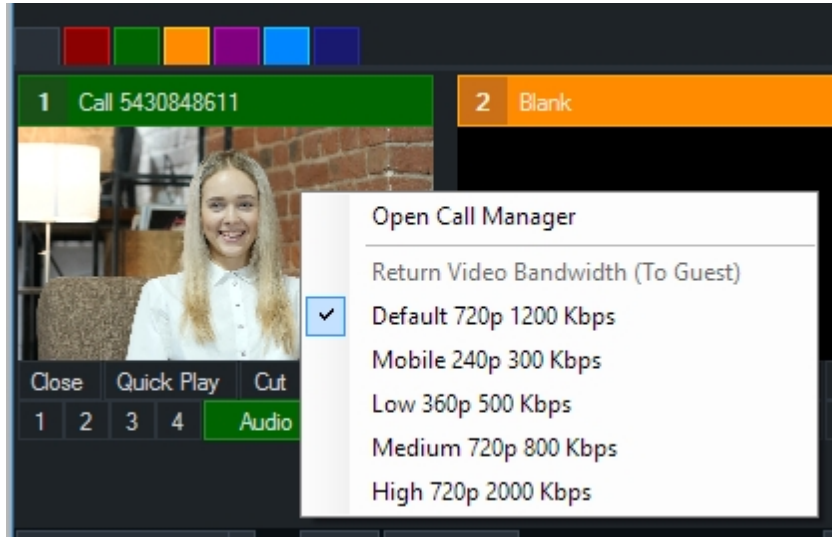 1 Call 5430848611
2 Blank
Open Call Manager
Return Video Bandwidth (To Guest)
Default 720p 1200 Kbps
Mobile 240p 300 Kbps
Low 360p 500 Kbps
Medium 720p 800 Kbps
High 720p 2000 Kbps
Close Quick Play Cut
1 2 3 4 Audio